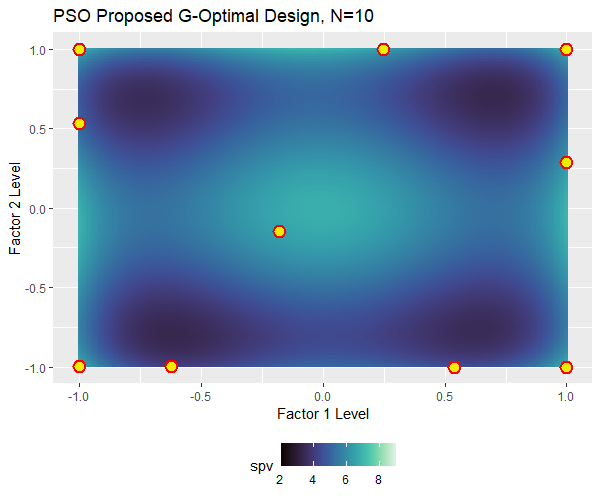 PSO Proposed G-Optimal Design, N=10
1.0
0.5
0.0
-0.5
-1.0
Factor 2 Level
-1.0 -0.5 0.0 0.5 1.0
Factor 1 Level
spv
2 4 6 8